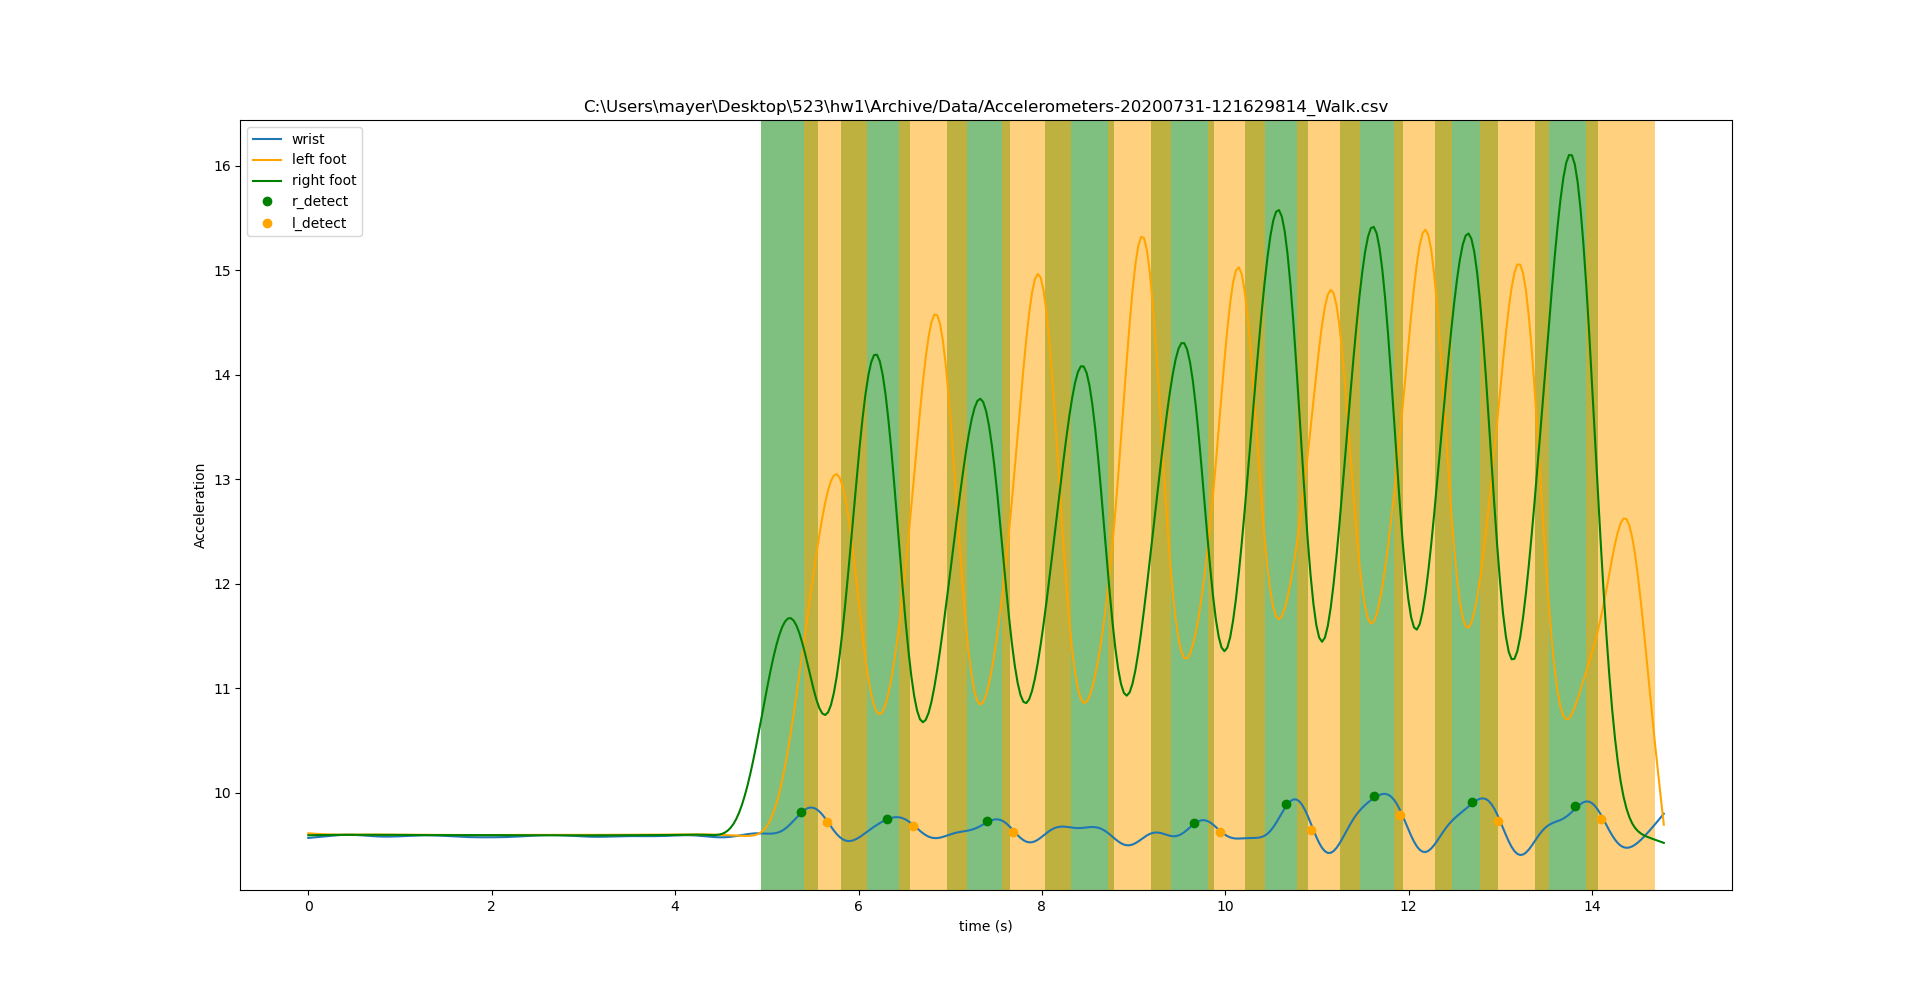 C:\Users\mayer\Desktop\523\hw1\Archive/Data/Accelerometers-20200731-121629814_Walk.csv
wrist
left foot
right foot
r_detect
l_detect
Acceleration
16
15
14
13
12
11
10
0 2 4 6 8 10 12 14
time (s)